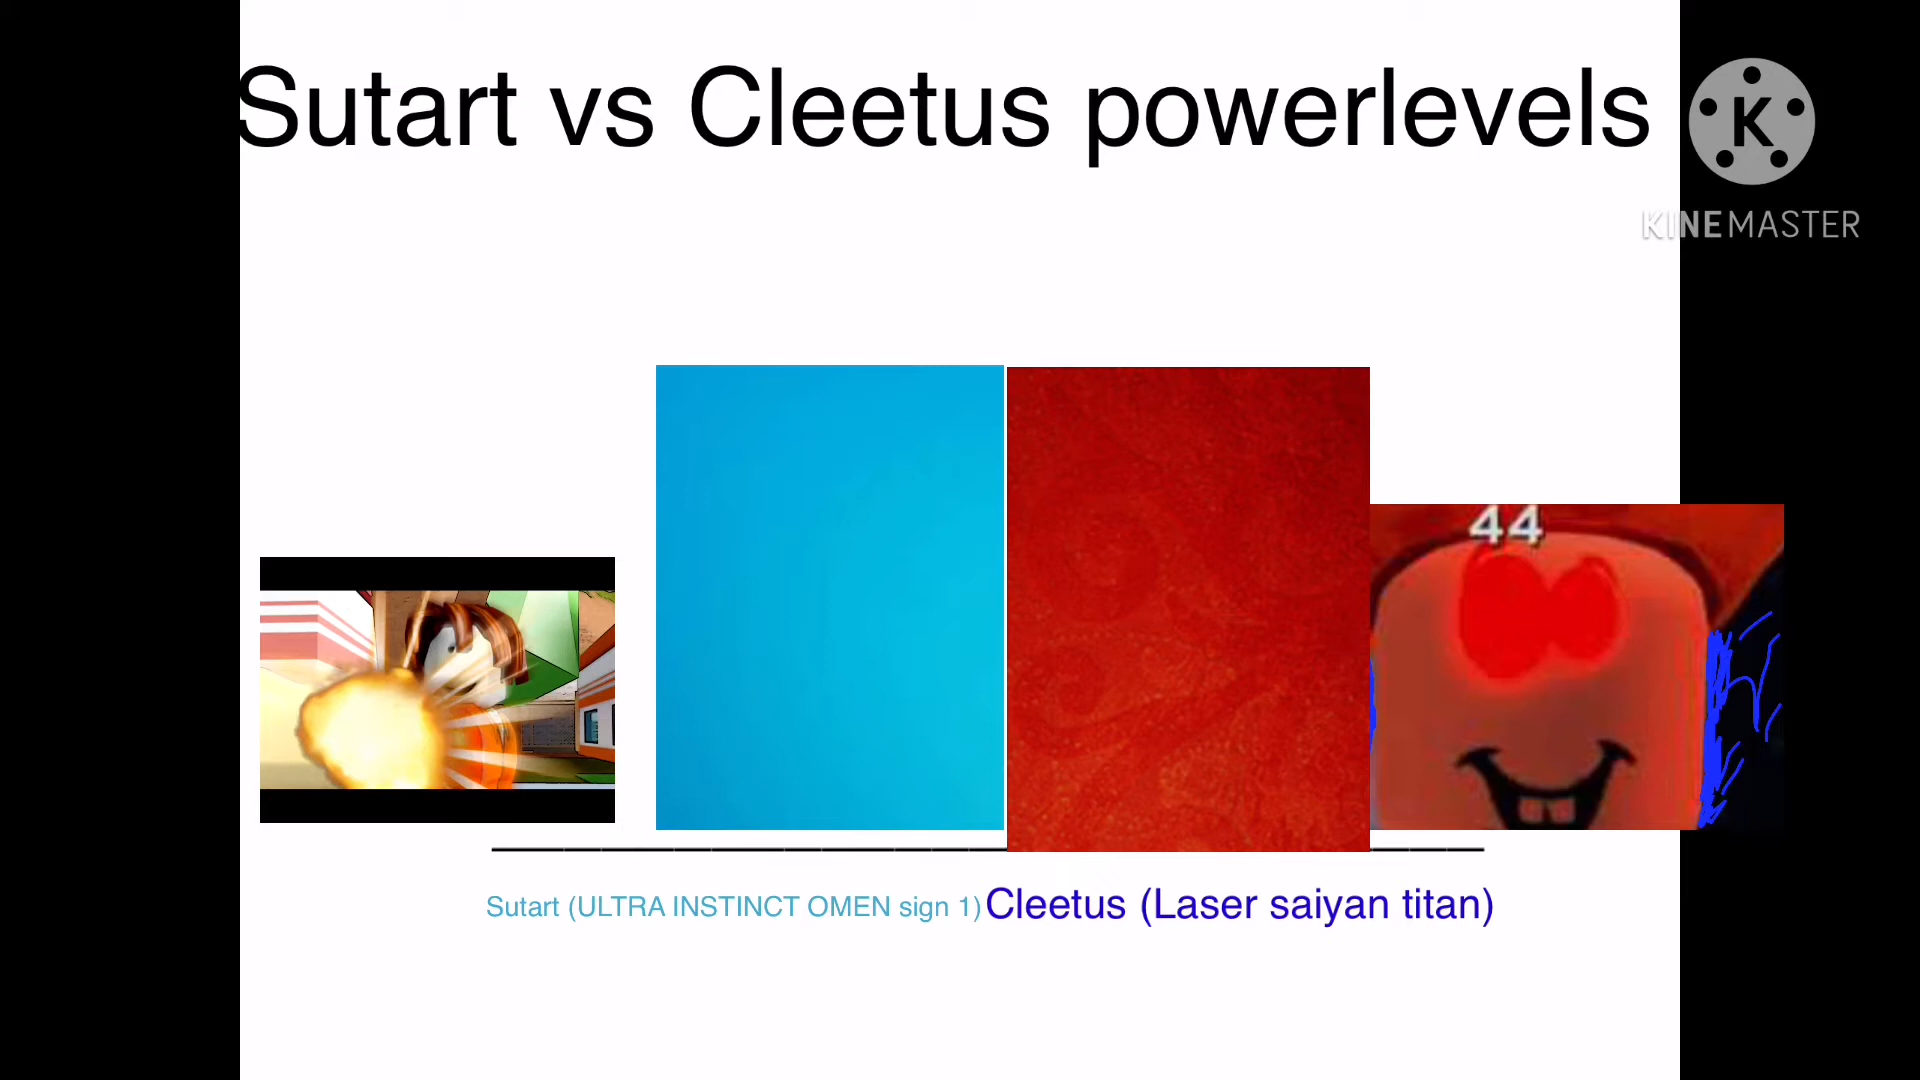 Sutart vs Cleetus powerlevels
K
KINEMASTER
44
Sutart (ULTRA INSTINCT OMEN sign 1)
Cleetus (Laser saiyan titan)